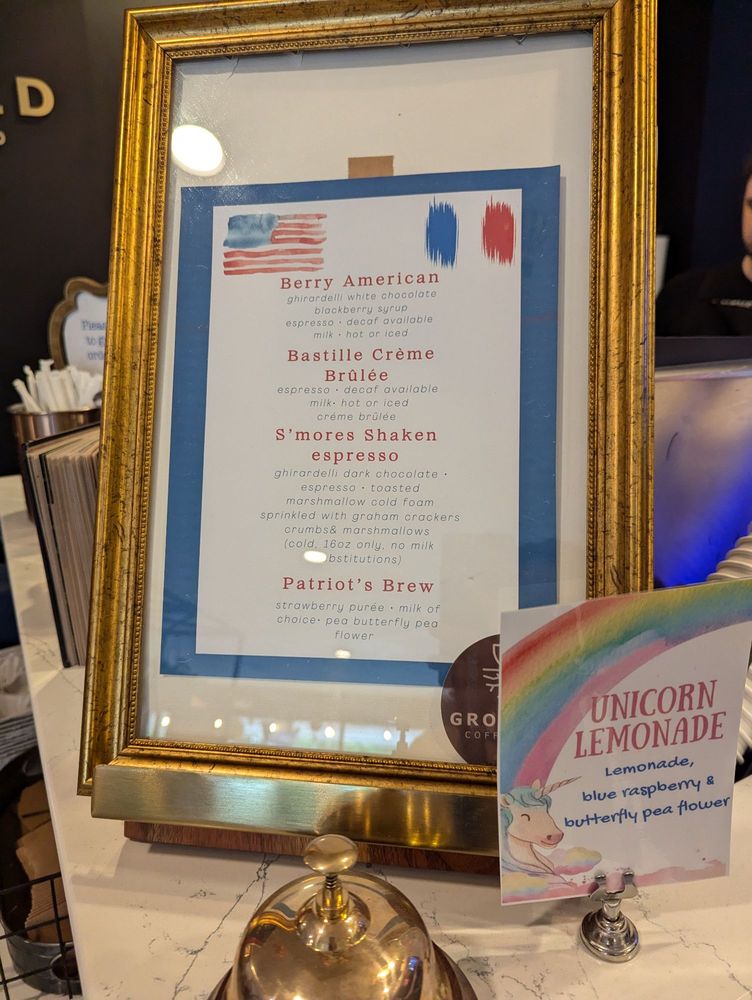 Berry American
ghirardelli white chocolate
blackberry syrup
espresso • decaf available
milk • hot or iced
Bastille Crème
Brûlée
espresso • decaf available
milk• hot or iced
créme brûlée
S'mores Shaken
espresso
ghirardelli dark chocolate •
espresso • toasted
marshmallow cold foam
sprinkled with graham crackers
crumbs& marshmallows
(cold, 16oz only, no milk
bstitutions)
Patriot's Brew
strawberry purée • milk of
choice• pea butterfly pea
flower
UNICORN
LEMONADE
Lemonade,
blue raspberry &
butterfly pea flower